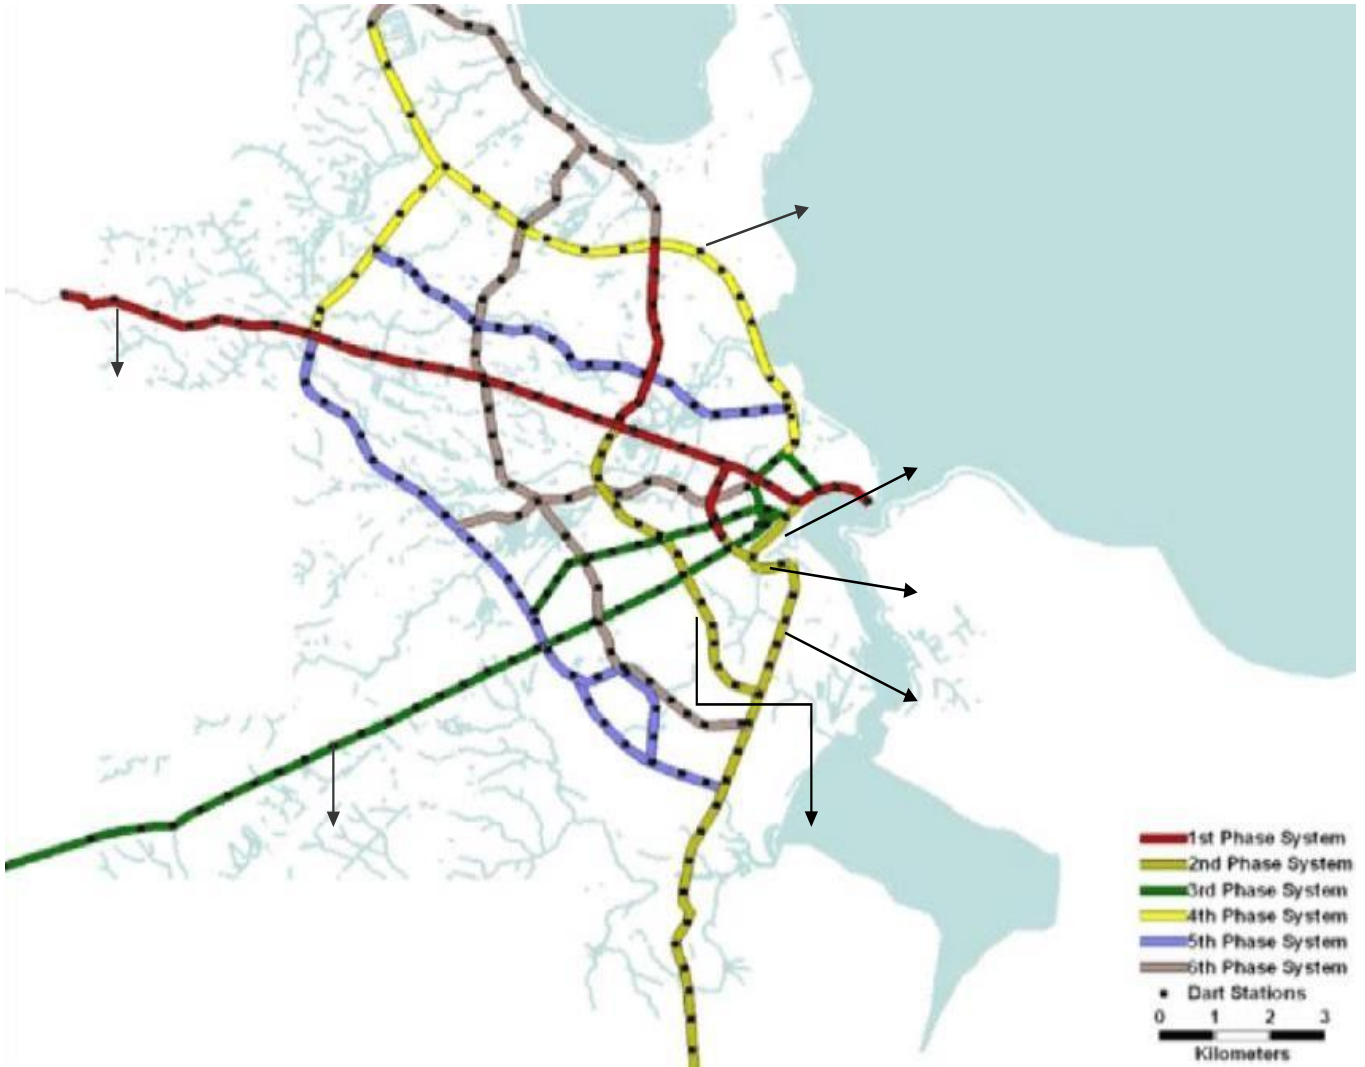 1st Phase System
2nd Phase System
3rd Phase System
4th Phase System
5th Phase System
6th Phase System
Dart Stations
0 1 2 3
Kilometers